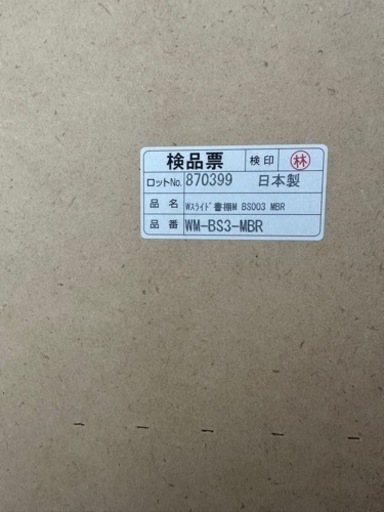 検品票 検印 林
ロットNo. 870399 日本製
品名 Wスライド書棚M BS003 MBR
品番 WM-BS3-MBR